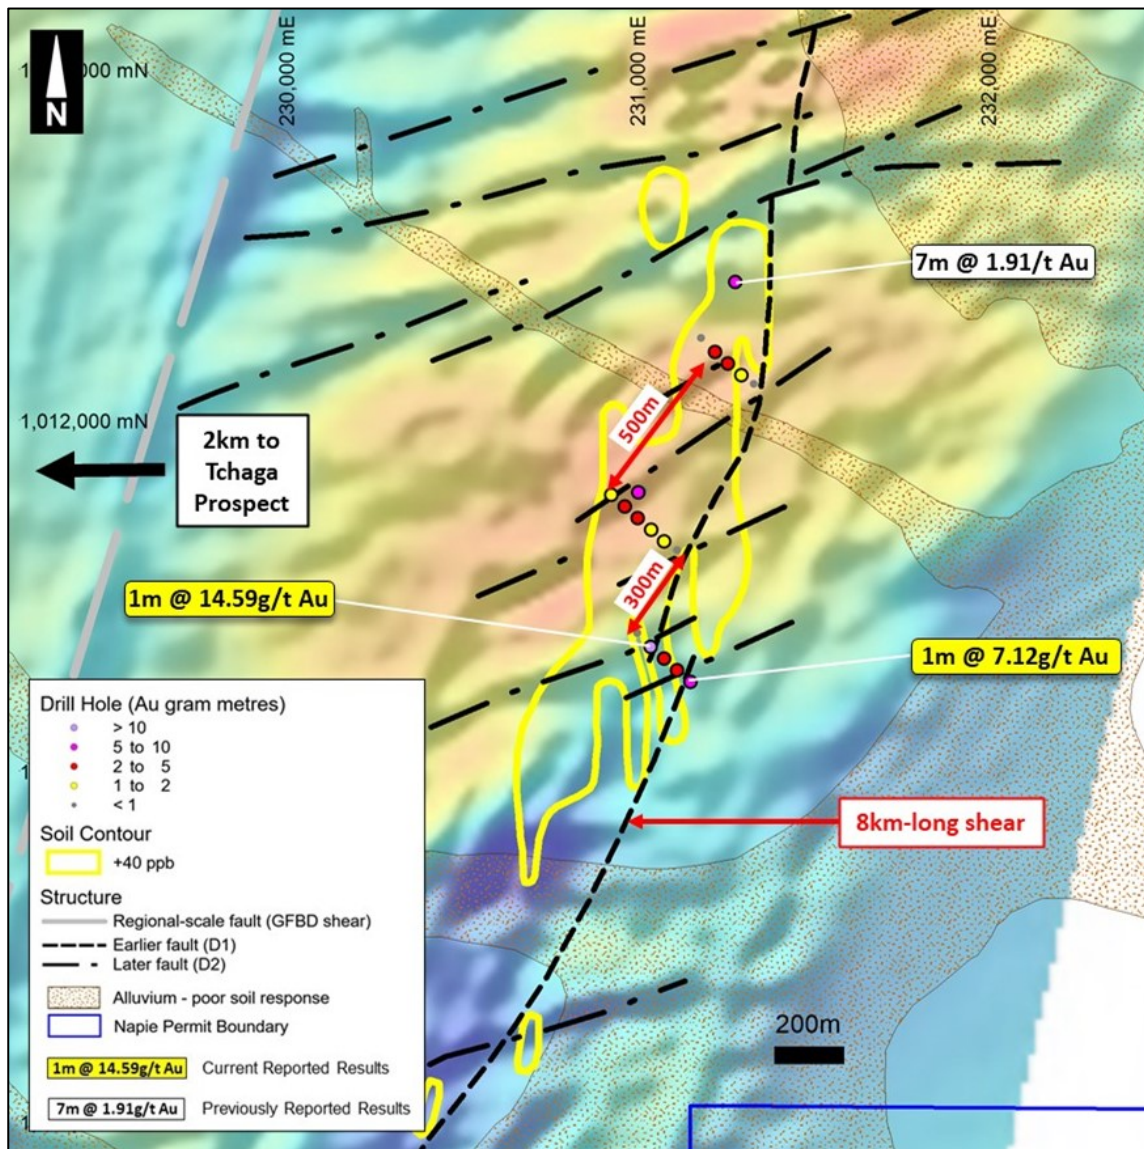 N
230,000 mE
231,000 mE
232,000 mE
000 mN
7m @ 1.91/t Au
1,012,000 mN
500m
2km to
Tchaga
Prospect
300m
1m @ 14.59g/t Au
1m @ 7.12g/t Au
8km-long shear
200m
Drill Hole (Au gram metres)
> 10
5 to 10
2 to 5
1 to 2
< 1
Soil Contour
+40 ppb
Structure
Regional-scale fault (GFBD shear)
Earlier fault (D1)
Later fault (D2)
Alluvium - poor soil response
Napie Permit Boundary
1m @ 14.59g/t Au Current Reported Results
7m @ 1.91g/t Au Previously Reported Results